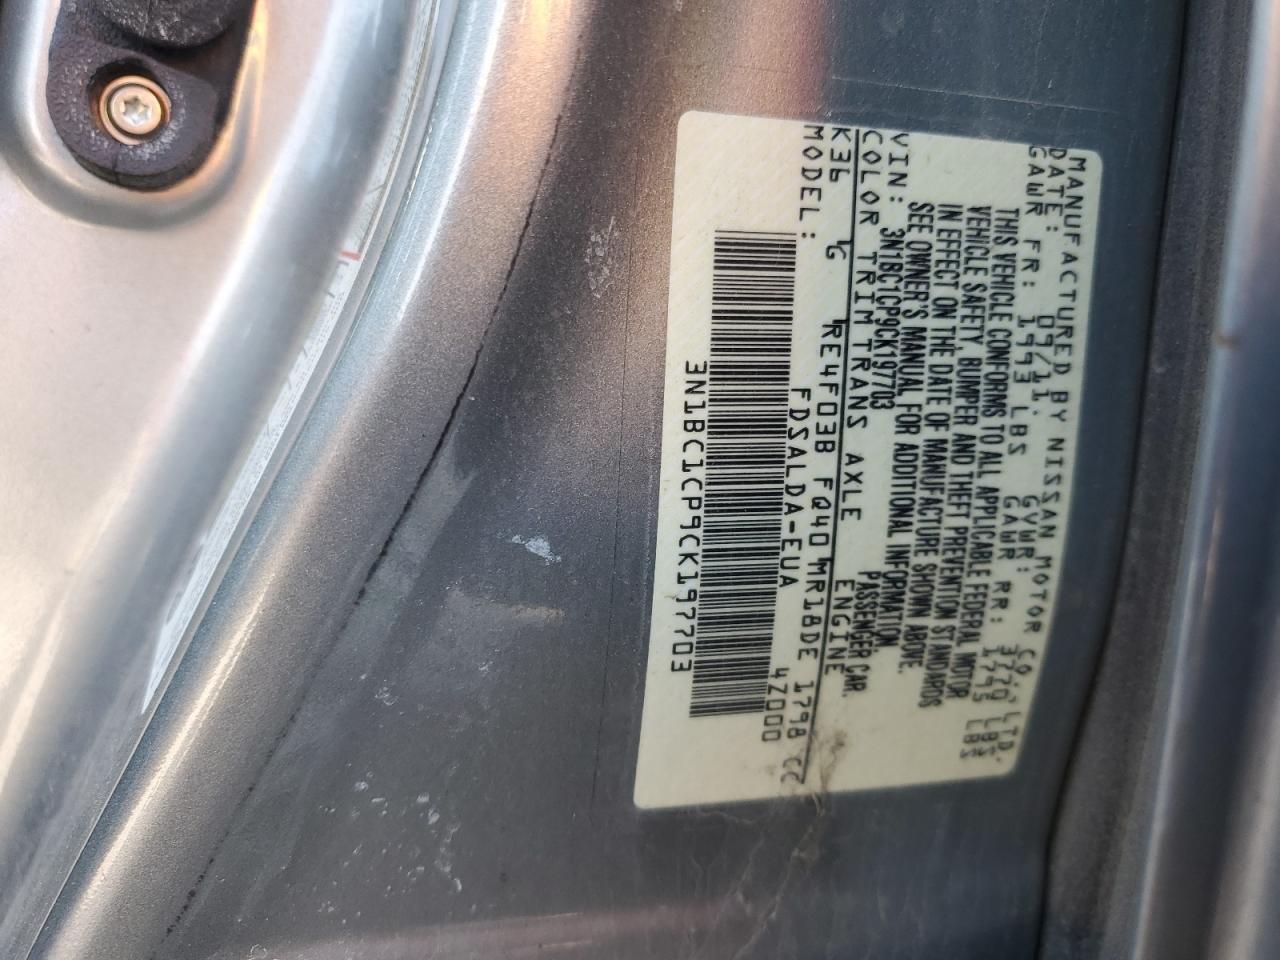 MANUFACTURED BY NISSAN MOTOR CO., LTD.
DATE: 09/11. GVWR: 3770 LBS.
GAWR FR: 1993 LBS GAWR RR: 1795 LBS
THIS VEHICLE CONFORMS TO ALL APPLICABLE FEDERAL MOTOR
VEHICLE SAFETY, BUMPER AND THEFT PREVENTION STANDARDS
IN EFFECT ON THE DATE OF MANUFACTURE SHOWN ABOVE.
SEE OWNER'S MANUAL FOR ADDITIONAL INFORMATION.
VIN: 3N1BC1CP9CK197703 PASSENGER CAR.
COLOR TRIM TRANS AXLE ENGINE
K36 G RE4F03B FQ40 MR18DE 1798 CC
MODEL: FDSALDA-EUA 4Z000
3N1BC1CP9CK197703